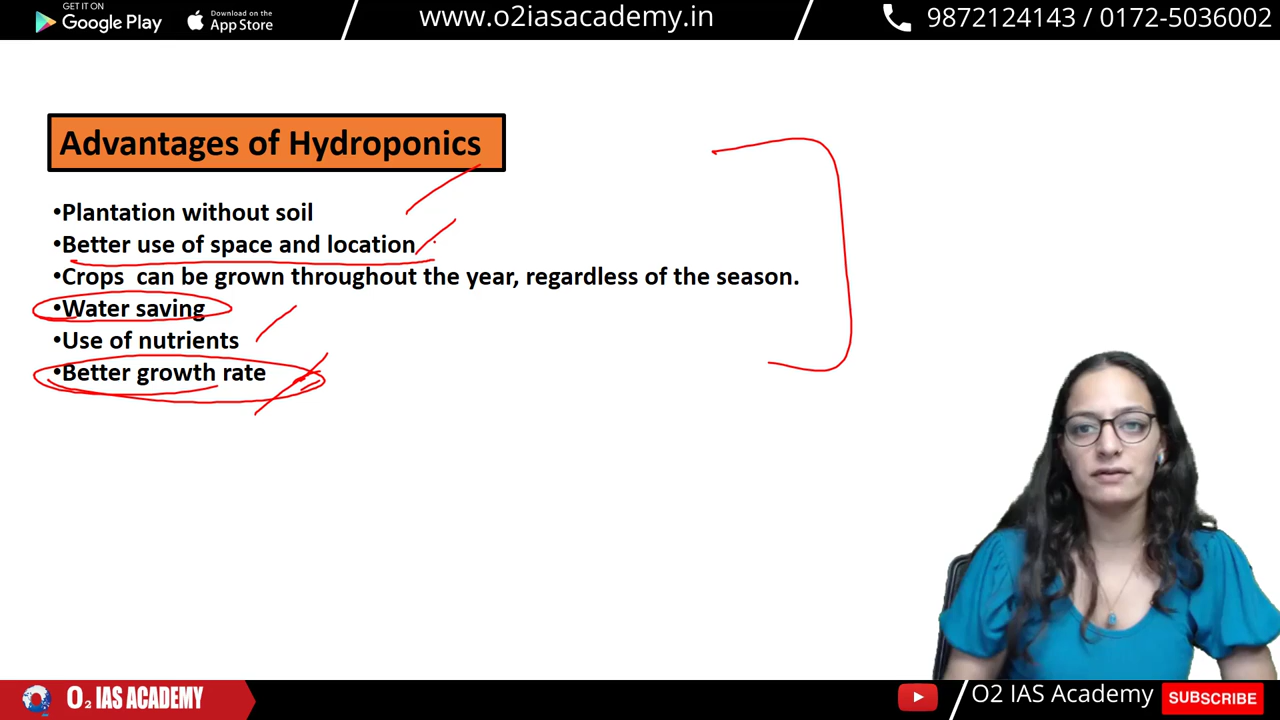 GET IT ON
Google Play
Download on the
App Store
www.o2iasacademy.in
9872124143 / 0172-5036002
Advantages of Hydroponics
•Plantation without soil
•Better use of space and location
•Crops can be grown throughout the year, regardless of the season.
•Water saving
•Use of nutrients
•Better growth rate
O2 IAS ACADEMY
O2 IAS Academy
SUBSCRIBE